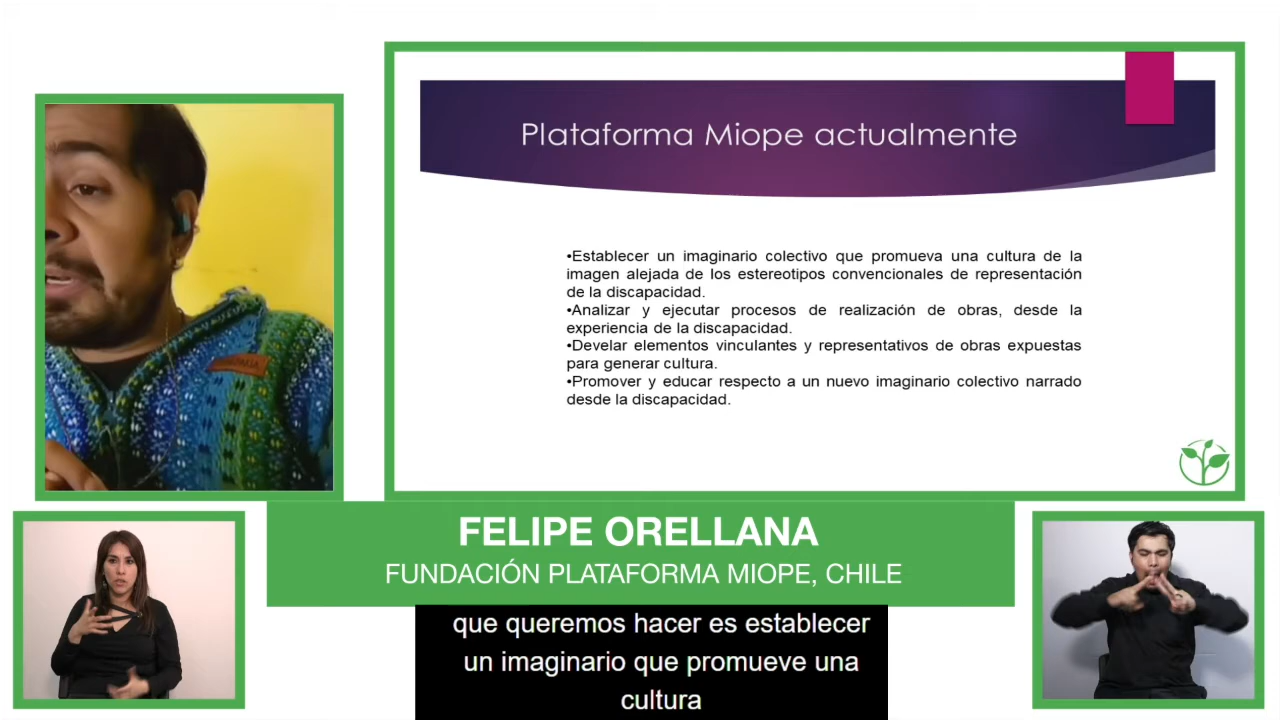 Plataforma Miope actualmente
•Establecer un imaginario colectivo que promueva una cultura de la
imagen alejada de los estereotipos convencionales de representación
de la discapacidad.
•Analizar y ejecutar procesos de realización de obras, desde la
experiencia de la discapacidad.
•Develar elementos vinculantes y representativos de obras expuestas
para generar cultura.
•Promover y educar respecto a un nuevo imaginario colectivo narrado
desde la discapacidad.
FELIPE ORELLANA
FUNDACIÓN PLATAFORMA MIOPE, CHILE
que queremos hacer es establecer
un imaginario que promueve una
cultura